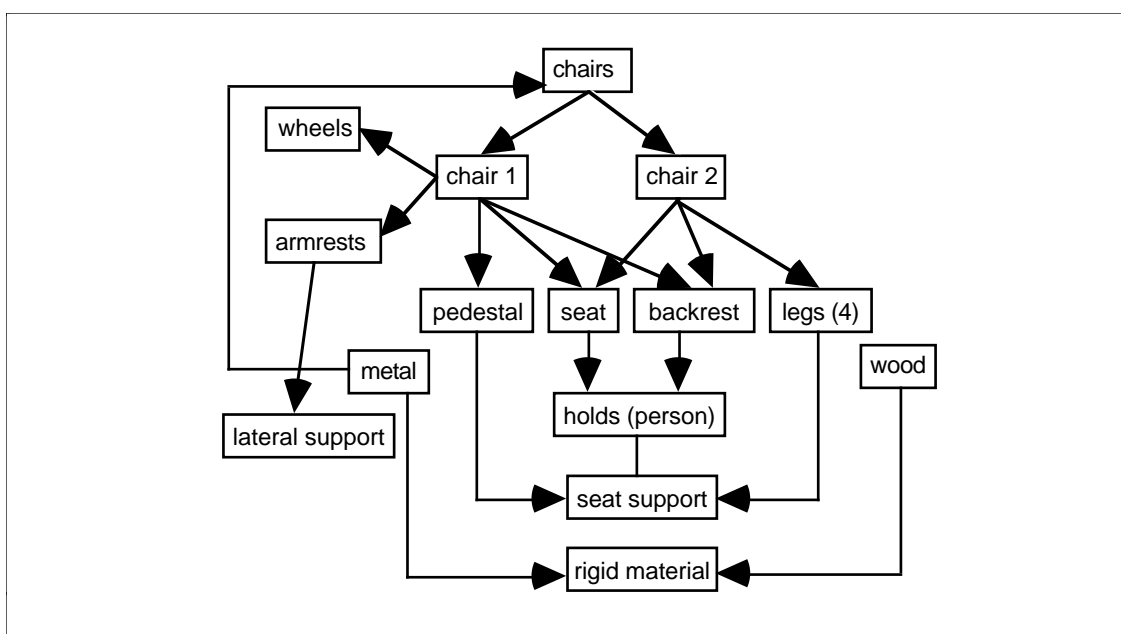 chairs
wheels
chair 1
chair 2
armrests
pedestal
seat
backrest
legs (4)
metal
wood
holds (person)
lateral support
seat support
rigid material